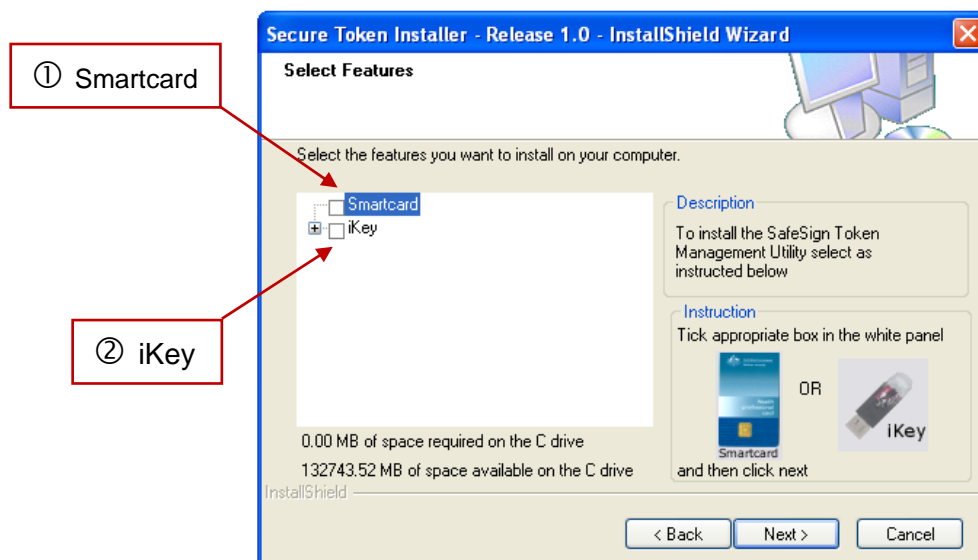 Secure Token Installer - Release 1.0 - InstallShield Wizard
① Smartcard
Select Features
Select the features you want to install on your computer.
Smartcard
iKey
Description
To install the SafeSign Token
Management Utility select as
instructed below
② iKey
Instruction
Tick appropriate box in the white panel
OR
iKey
Smartcard
and then click next
0.00 MB of space required on the C drive
132743.52 MB of space available on the C drive
InstallShield
< Back
Next >
Cancel